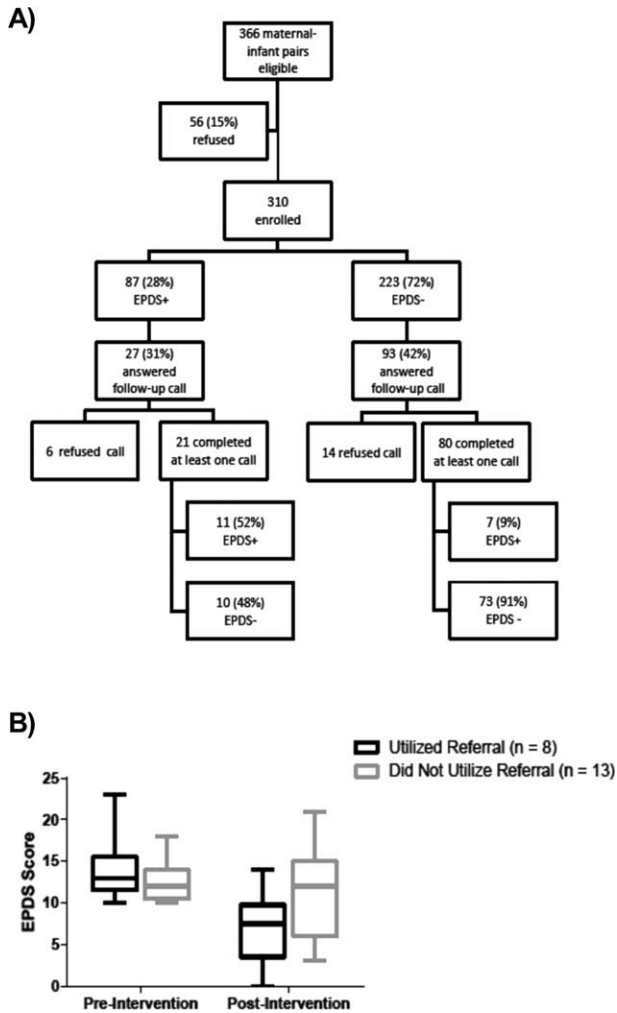 A)
366 maternal-
infant pairs
eligible
56 (15%)
refused
310
enrolled
87 (28%)
EPDS+
223 (72%)
EPDS-
27 (31%)
answered
follow-up call
93 (42%)
answered
follow-up call
6 refused call
21 completed
at least one call
14 refused call
80 completed
at least one call
11 (52%)
EPDS+
7 (9%)
EPDS+
10 (48%)
EPDS-
73 (91%)
EPDS -
B)
Utilized Referral (n = 8)
Did Not Utilize Referral (n = 13)
EPDS Score
25
20
15
10
5
0
Pre-Intervention
Post-Intervention